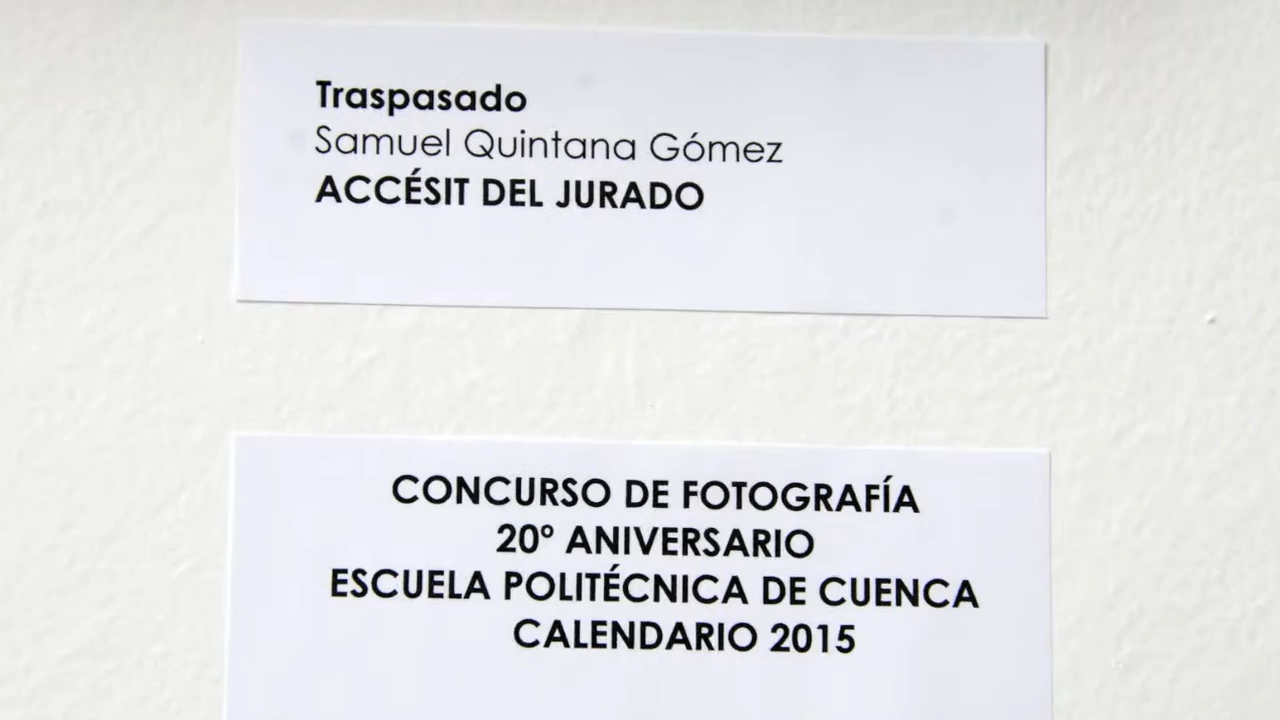 Traspasado
Samuel Quintana Gómez
ACCÉSIT DEL JURADO
CONCURSO DE FOTOGRAFÍA
20º ANIVERSARIO
ESCUELA POLITÉCNICA DE CUENCA
CALENDARIO 2015